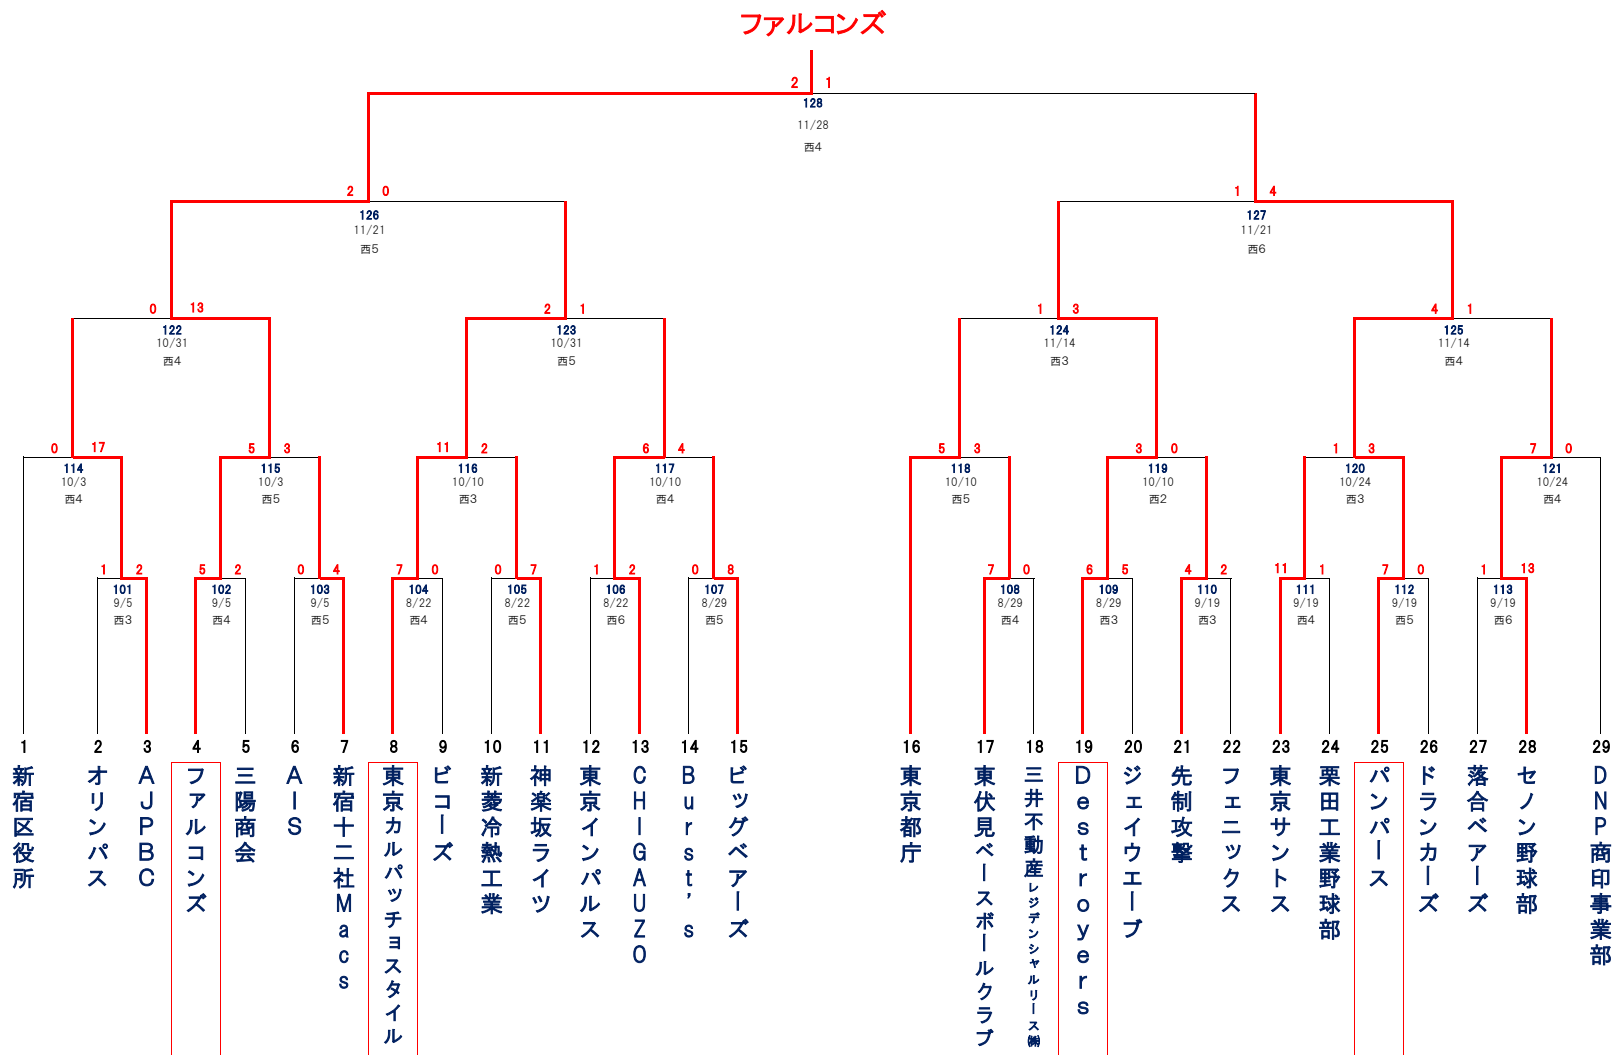 ファルコンズ
2 1
128
11/28
西4
2 0
1 4
126
127
11/21
11/21
西5
西6
0 13
2 1
1 3
4 1
122
123
124
125
10/31
10/31
11/14
11/14
西4
西5
西3
西4
0 17
5 3
11 2
6 4
5 3
3 0
1 3
7 0
114
115
116
117
118
119
120
121
10/3
10/3
10/10
10/10
10/10
10/10
10/24
10/24
西4
西5
西3
西4
西5
西2
西3
西4
1 2
5 2
0 4
7 0
0 7
1 2
0 8
7 0
6 5
4 2
11 1
7 0
1 13
101
102
103
104
105
106
107
108
109
110
111
112
113
9/5
9/5
9/5
8/22
8/22
8/22
8/29
8/29
8/29
9/19
9/19
9/19
9/19
西3
西4
西5
西4
西5
西6
西5
西4
西3
西3
西4
西5
西6
1
新宿区役所
2
オリンパス
3
AJPBC
4
ファルコンズ
5
三陽商会
6
AIS
7
新宿十二社Macs
8
東京カルパッチョスタイル
9
ビコーズ
10
新菱冷熱工業
11
神楽坂ライツ
12
東京インパルス
13
CHIGAUZO
14
Burst's
15
ビッグベアーズ
16
東京都庁
17
東伏見ベースボールクラブ
18
三井不動産レジデンシャルリース㈱
19
Destroyers
20
ジェイウエーブ
21
先制攻撃
22
フェニックス
23
東京サントス
24
栗田工業野球部
25
パンパース
26
ドランカーズ
27
落合ベアーズ
28
セノン野球部
29
DNP商印事業部